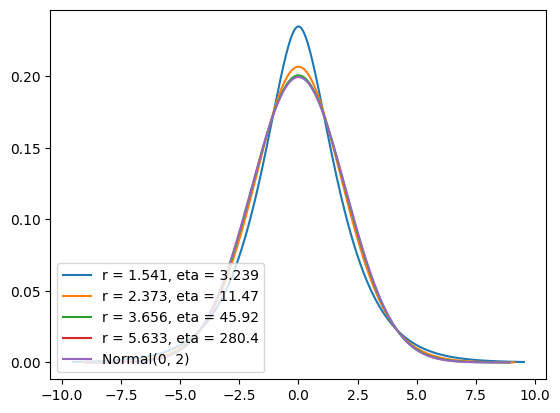 0.20
0.15
0.10
0.05
0.00
r = 1.541, eta = 3.239
r = 2.373, eta = 11.47
r = 3.656, eta = 45.92
r = 5.633, eta = 280.4
Normal(0, 2)
-10.0 -7.5 -5.0 -2.5 0.0 2.5 5.0 7.5 10.0